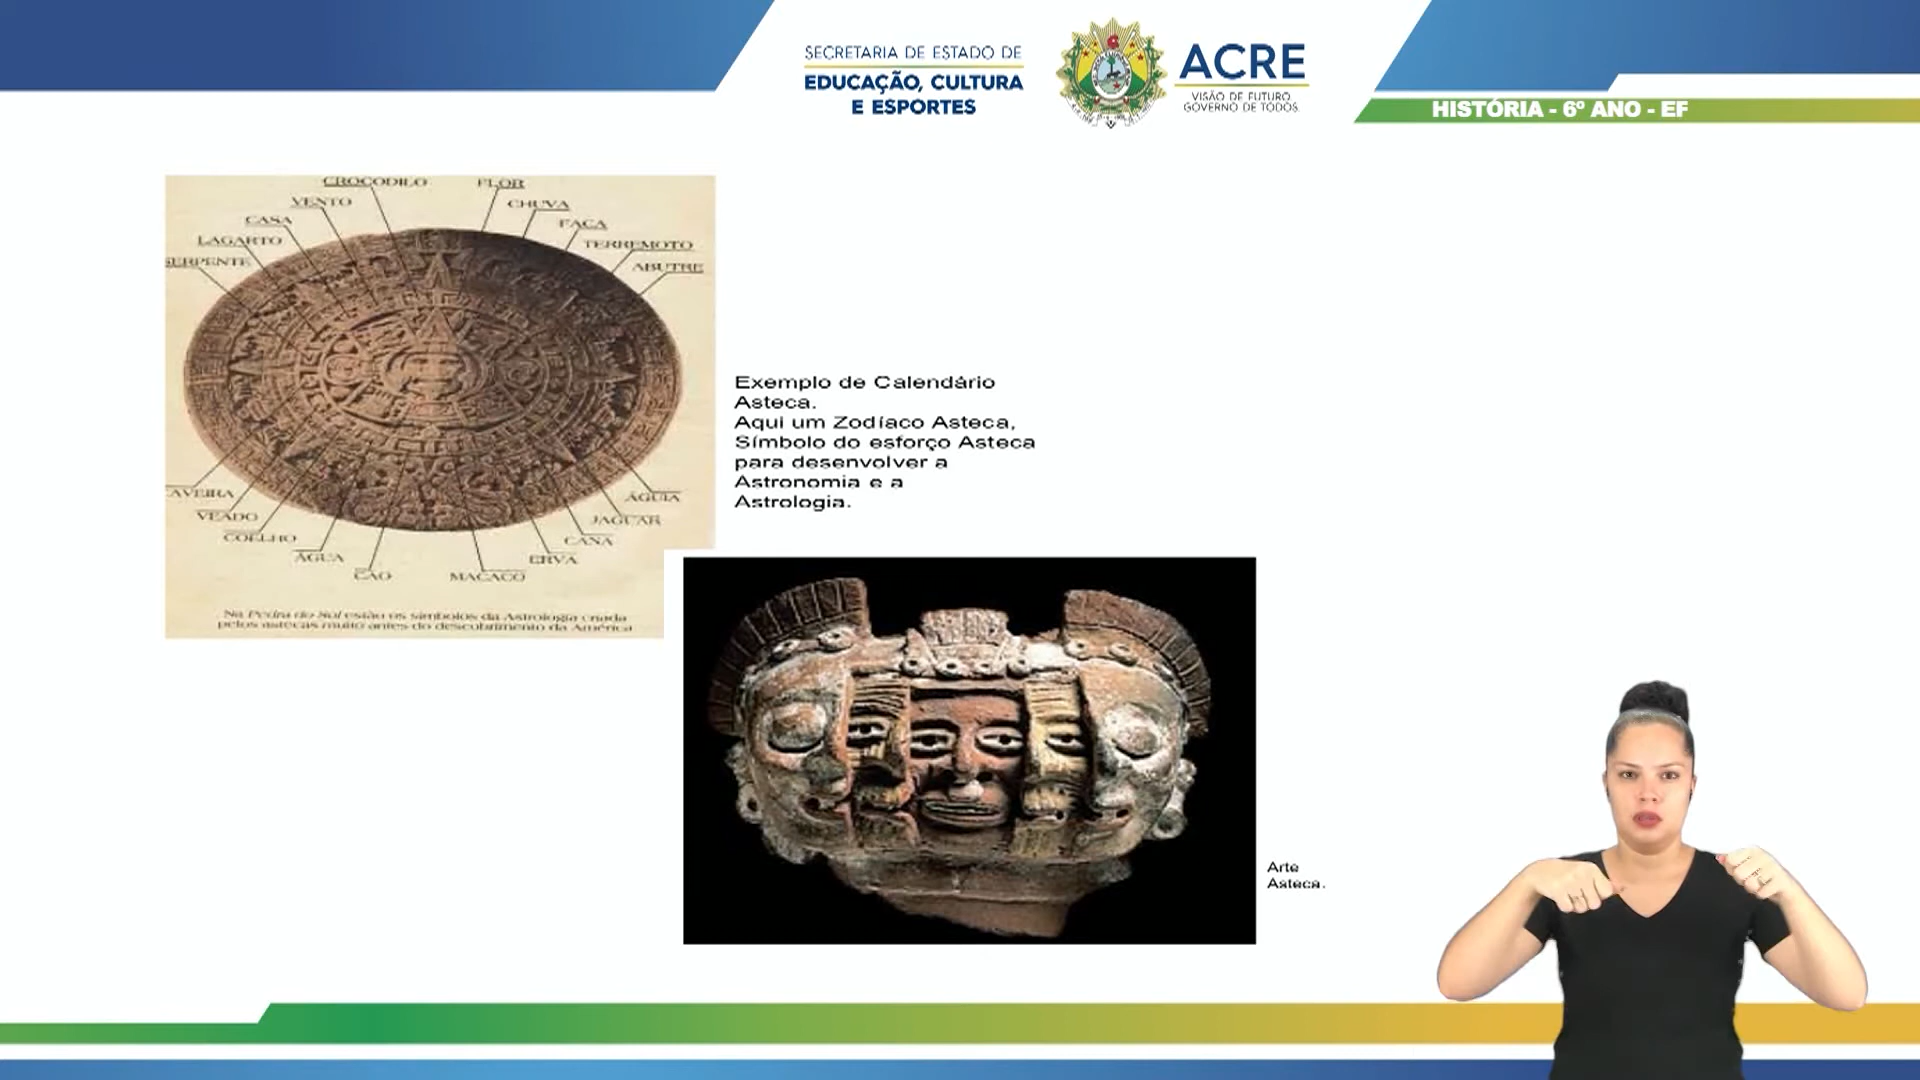 SECRETARIA DE ESTADO DE
EDUCAÇÃO, CULTURA
E ESPORTES
ACRE
VISÃO DE FUTURO
GOVERNO DE TODOS
HISTÓRIA - 6º ANO - EF
CROCODILO
FLOR
VENTO
CHUVA
CASA
FACA
LAGARTO
TERREMOTO
SERPENTE
ABUTRE
Exemplo de Calendário
Asteca.
Aqui um Zodíaco Asteca,
Símbolo do esforço Asteca
para desenvolver a
Astronomia e a
Astrologia.
AVEIRA
ÁGUIA
VEADO
JAGUAR
COELHO
CANA
ÁGUA
ERVA
CÃO
MACACO
Na Pedra do Sol estão os símbolos da Astrologia criada
pelos astecas muito antes do descobrimento da América
Arte
Asteca.